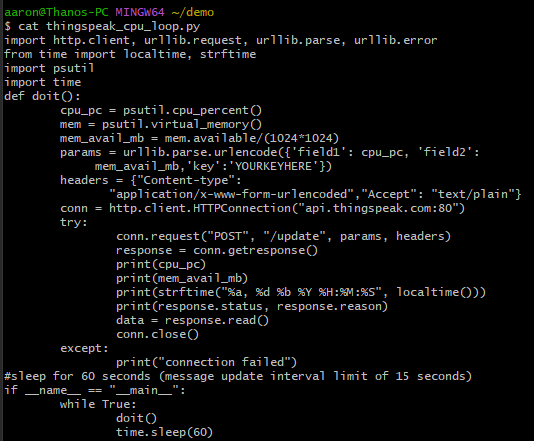 aaron@Thanos-PC MINGW64 ~/demo
$ cat thingspeak_cpu_loop.py
import http.client, urllib.request, urllib.parse, urllib.error
from time import localtime, strftime
import psutil
import time
def doit():
        cpu_pc = psutil.cpu_percent()
        mem = psutil.virtual_memory()
        mem_avail_mb = mem.available/(1024*1024)
        params = urllib.parse.urlencode({'field1': cpu_pc, 'field2':
             mem_avail_mb,'key':'YOURKEYHERE'})
        headers = {"Content-type":
               "application/x-www-form-urlencoded","Accept": "text/plain"}
        conn = http.client.HTTPConnection("api.thingspeak.com:80")
        try:
                conn.request("POST", "/update", params, headers)
                response = conn.getresponse()
                print(cpu_pc)
                print(mem_avail_mb)
                print(strftime("%a, %d %b %Y %H:%M:%S", localtime()))
                print(response.status, response.reason)
                data = response.read()
                conn.close()
        except:
                print("connection failed")
#sleep for 60 seconds (message update interval limit of 15 seconds)
if __name__ == "__main__":
        while True:
                doit()
                time.sleep(60)